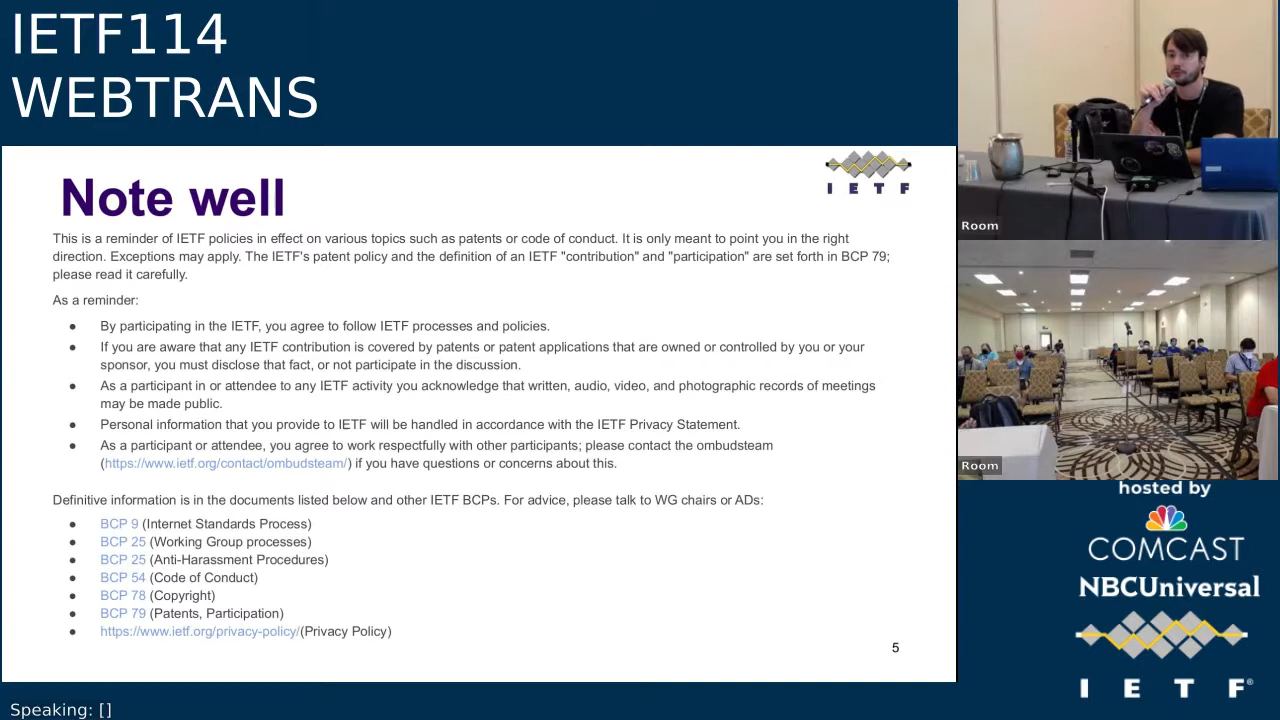 IETF114
WEBTRANS
I E T F
Note well
This is a reminder of IETF policies in effect on various topics such as patents or code of conduct. It is only meant to point you in the right
direction. Exceptions may apply. The IETF's patent policy and the definition of an IETF "contribution" and "participation" are set forth in BCP 79;
please read it carefully.
As a reminder:
● By participating in the IETF, you agree to follow IETF processes and policies.
● If you are aware that any IETF contribution is covered by patents or patent applications that are owned or controlled by you or your
sponsor, you must disclose that fact, or not participate in the discussion.
● As a participant in or attendee to any IETF activity you acknowledge that written, audio, video, and photographic records of meetings
may be made public.
● Personal information that you provide to IETF will be handled in accordance with the IETF Privacy Statement.
● As a participant or attendee, you agree to work respectfully with other participants; please contact the ombudsteam
(https://www.ietf.org/contact/ombudsteam/) if you have questions or concerns about this.
Definitive information is in the documents listed below and other IETF BCPs. For advice, please talk to WG chairs or ADs:
● BCP 9 (Internet Standards Process)
● BCP 25 (Working Group processes)
● BCP 25 (Anti-Harassment Procedures)
● BCP 54 (Code of Conduct)
● BCP 78 (Copyright)
● BCP 79 (Patents, Participation)
● https://www.ietf.org/privacy-policy/(Privacy Policy)
5
Room
Room
hosted by
COMCAST
NBCUniversal
I E T F®
Speaking: []